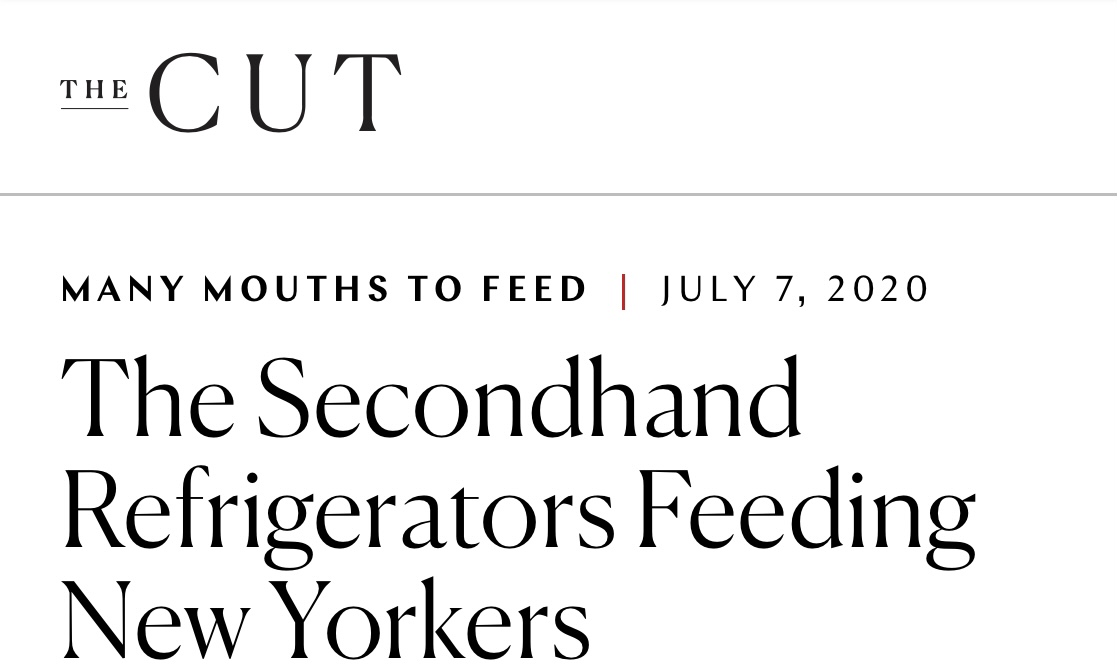 THE CUT
MANY MOUTHS TO FEED | JULY 7, 2020
The Secondhand
Refrigerators Feeding
New Yorkers